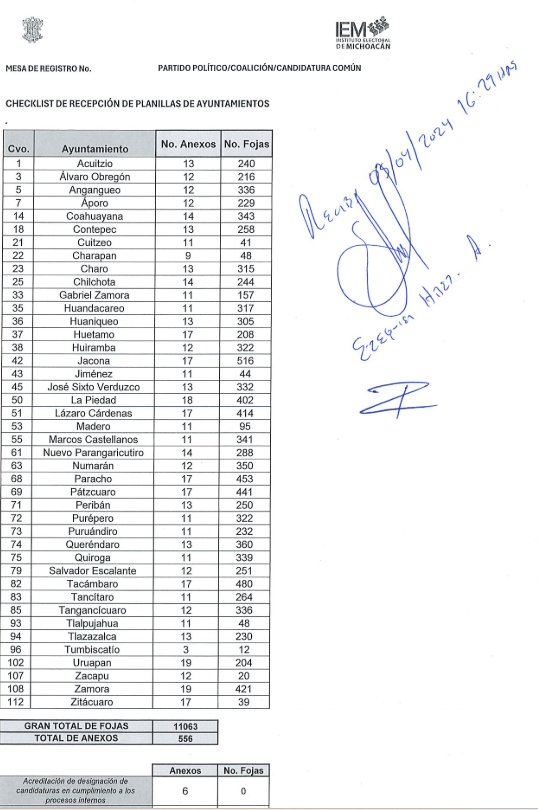 IEM
INSTITUTO ELECTORAL
DE MICHOACÁN
MESA DE REGISTRO No. PARTIDO POLÍTICO/COALICIÓN/CANDIDATURA COMÚN
CHECKLIST DE RECEPCIÓN DE PLANILLAS DE AYUNTAMIENTOS
Cvo. Ayuntamiento No. Anexos No. Fojas
1 Acuitzio 13 240
3 Álvaro Obregón 12 216
5 Angangueo 12 336
7 Áporo 12 229
14 Coahuayana 14 343
18 Contepec 13 258
21 Cuitzeo 11 41
22 Charapan 9 48
23 Charo 13 315
25 Chilchota 14 244
33 Gabriel Zamora 11 157
35 Huandacareo 11 317
36 Huaniqueo 13 305
37 Huetamo 17 208
38 Huiramba 12 322
42 Jacona 17 516
43 Jiménez 11 44
45 José Sixto Verduzco 13 332
50 La Piedad 18 402
51 Lázaro Cárdenas 17 414
53 Madero 11 95
55 Marcos Castellanos 11 341
61 Nuevo Parangaricutiro 14 288
63 Numarán 12 350
68 Paracho 17 453
69 Pátzcuaro 17 441
71 Peribán 13 250
72 Purépero 11 322
73 Puruándiro 11 232
74 Queréndaro 13 360
75 Quiroga 11 339
79 Salvador Escalante 12 251
82 Tacámbaro 17 480
83 Tancítaro 11 264
85 Tangancícuaro 12 336
93 Tlalpujahua 11 48
94 Tlazazalca 13 230
96 Tumbiscatío 3 12
102 Uruapan 19 204
107 Zacapu 12 20
108 Zamora 19 421
112 Zitácuaro 17 39
GRAN TOTAL DE FOJAS 11063
TOTAL DE ANEXOS 556
Anexos No. Fojas
Acreditación de designación de
candidaturas en cumplimiento a los
procesos internos
6 0
/04/2024 16:29 Hrs